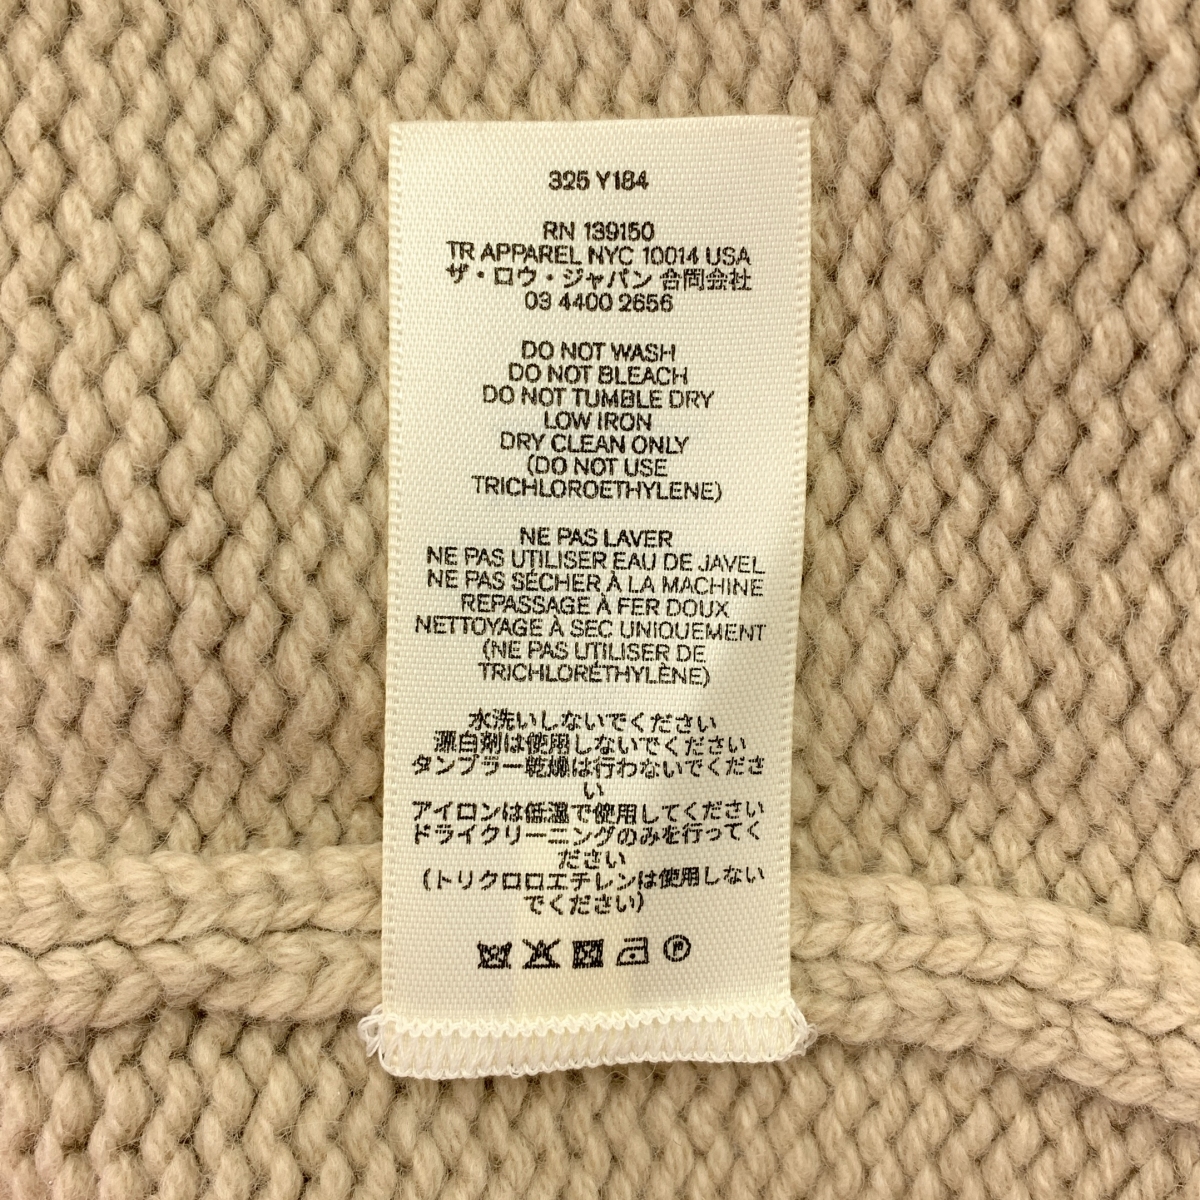 325 Y184
RN 139150
TR APPAREL NYC 10014 USA
ザ・ロウ・ジャパン 合同会社
03 4400 2656
DO NOT WASH
DO NOT BLEACH
DO NOT TUMBLE DRY
LOW IRON
DRY CLEAN ONLY
(DO NOT USE
TRICHLOROETHYLENE)
NE PAS LAVER
NE PAS UTILISER EAU DE JAVEL
NE PAS SÉCHER À LA MACHINE
REPASSAGE À FER DOUX
NETTOYAGE À SEC UNIQUEMENT
(NE PAS UTILISER DE
TRICHLORÉTHYLÈNE)
水洗いしないでください
漂白剤は使用しないでください
タンブラー乾燥は行わないでくださ
い
アイロンは低温で使用してください
ドライクリーニングのみを行ってく
ださい
(トリクロロエチレンは使用しない
でください)